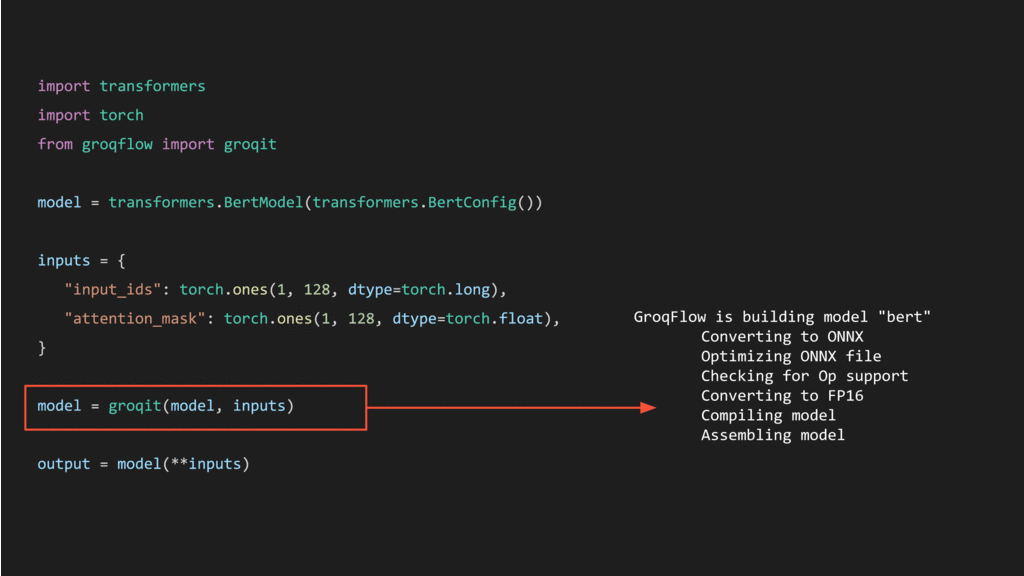 import transformers
import torch
from groqflow import groqit
model = transformers.BertModel(transformers.BertConfig())
inputs = {
"input_ids": torch.ones(1, 128, dtype=torch.long),
"attention_mask": torch.ones(1, 128, dtype=torch.float),
}
model = groqit(model, inputs)
output = model(**inputs)
GroqFlow is building model "bert"
Converting to ONNX
Optimizing ONNX file
Checking for Op support
Converting to FP16
Compiling model
Assembling model